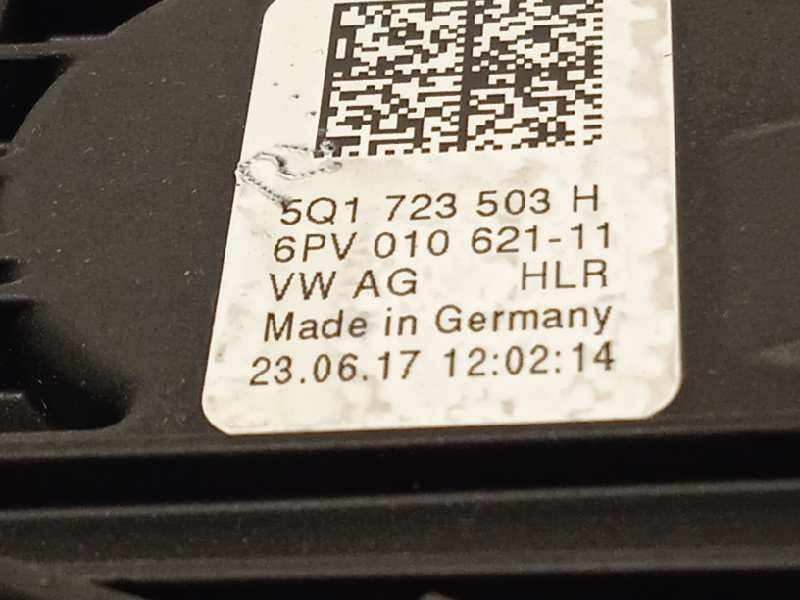 5Q1 723 503 H
6PV 010 621-11
VW AG HLR
Made in Germany
23.06.17 12:02:14